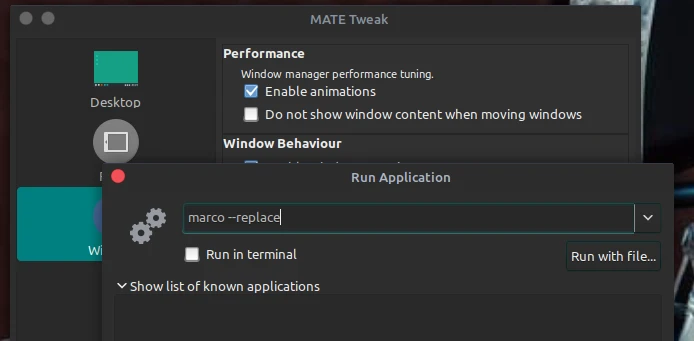 MATE Tweak
Desktop
Performance
Window manager performance tuning.
Enable animations
Do not show window content when moving windows
Window Behaviour
Run Application
marco --replace
Run in terminal
Run with file...
Show list of known applications